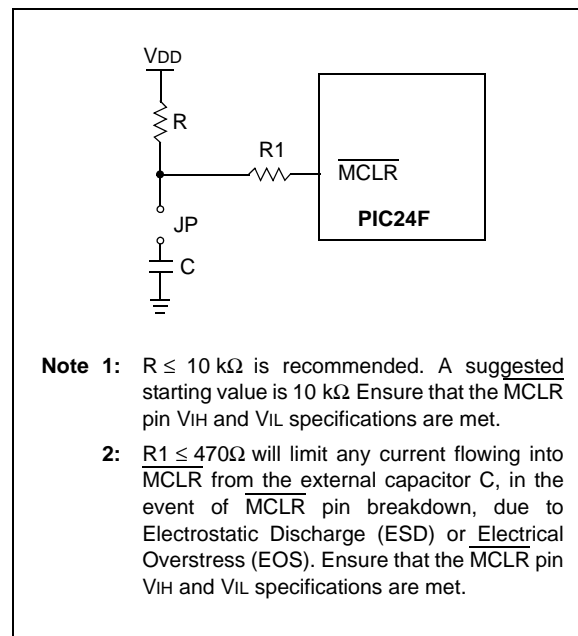 VDD
R
R1
MCLR
JP
PIC24F
C
Note 1: R ≤ 10 kΩ is recommended. A suggested
starting value is 10 kΩ Ensure that the MCLR
pin VIH and VIL specifications are met.
2: R1 ≤ 470Ω will limit any current flowing into
MCLR from the external capacitor C, in the
event of MCLR pin breakdown, due to
Electrostatic Discharge (ESD) or Electrical
Overstress (EOS). Ensure that the MCLR pin
VIH and VIL specifications are met.